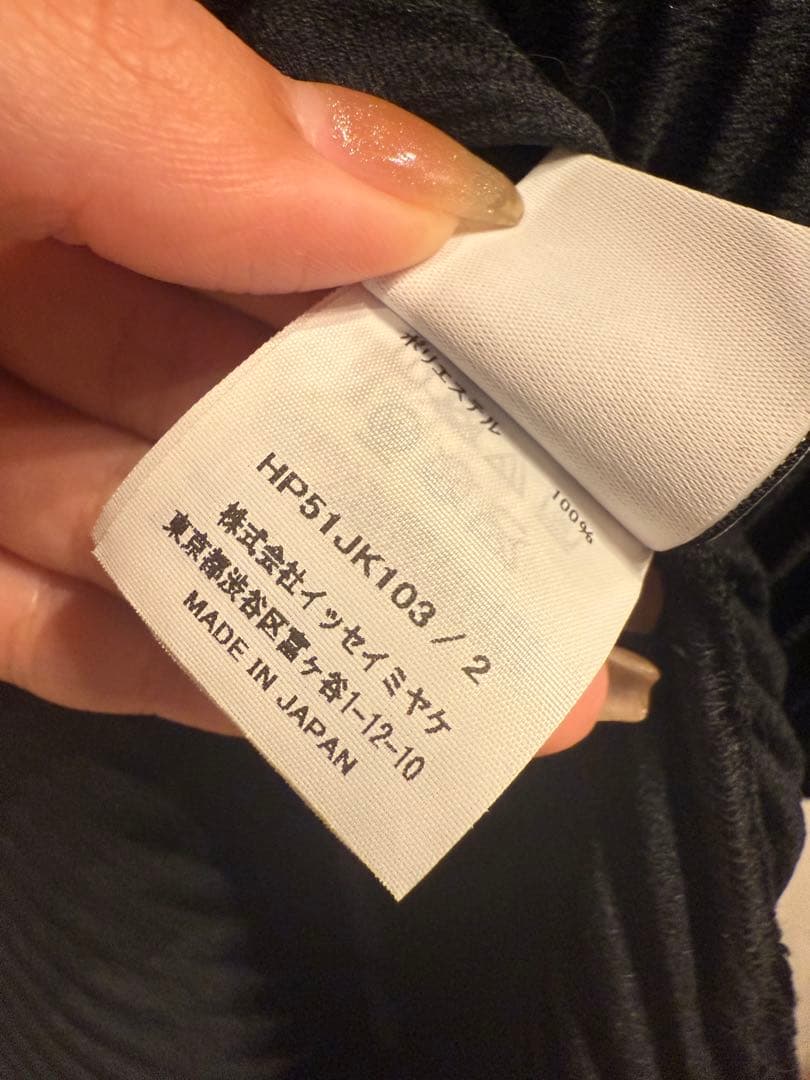 ポリエステル 100%
HP51JK103 / 2
株式会社イッセイミヤケ
東京都渋谷区富ヶ谷1-12-10
MADE IN JAPAN